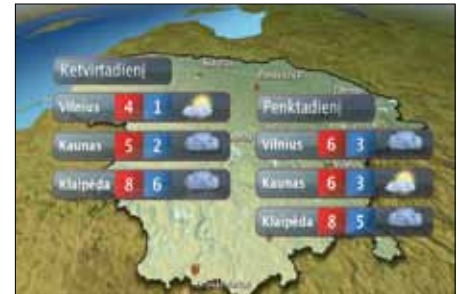 Ketvirtadienį
Vilnius 4 1
Kaunas 5 2
Klaipėda 8 6
Penktadienį
Vilnius 6 3
Kaunas 6 3
Klaipėda 8 5